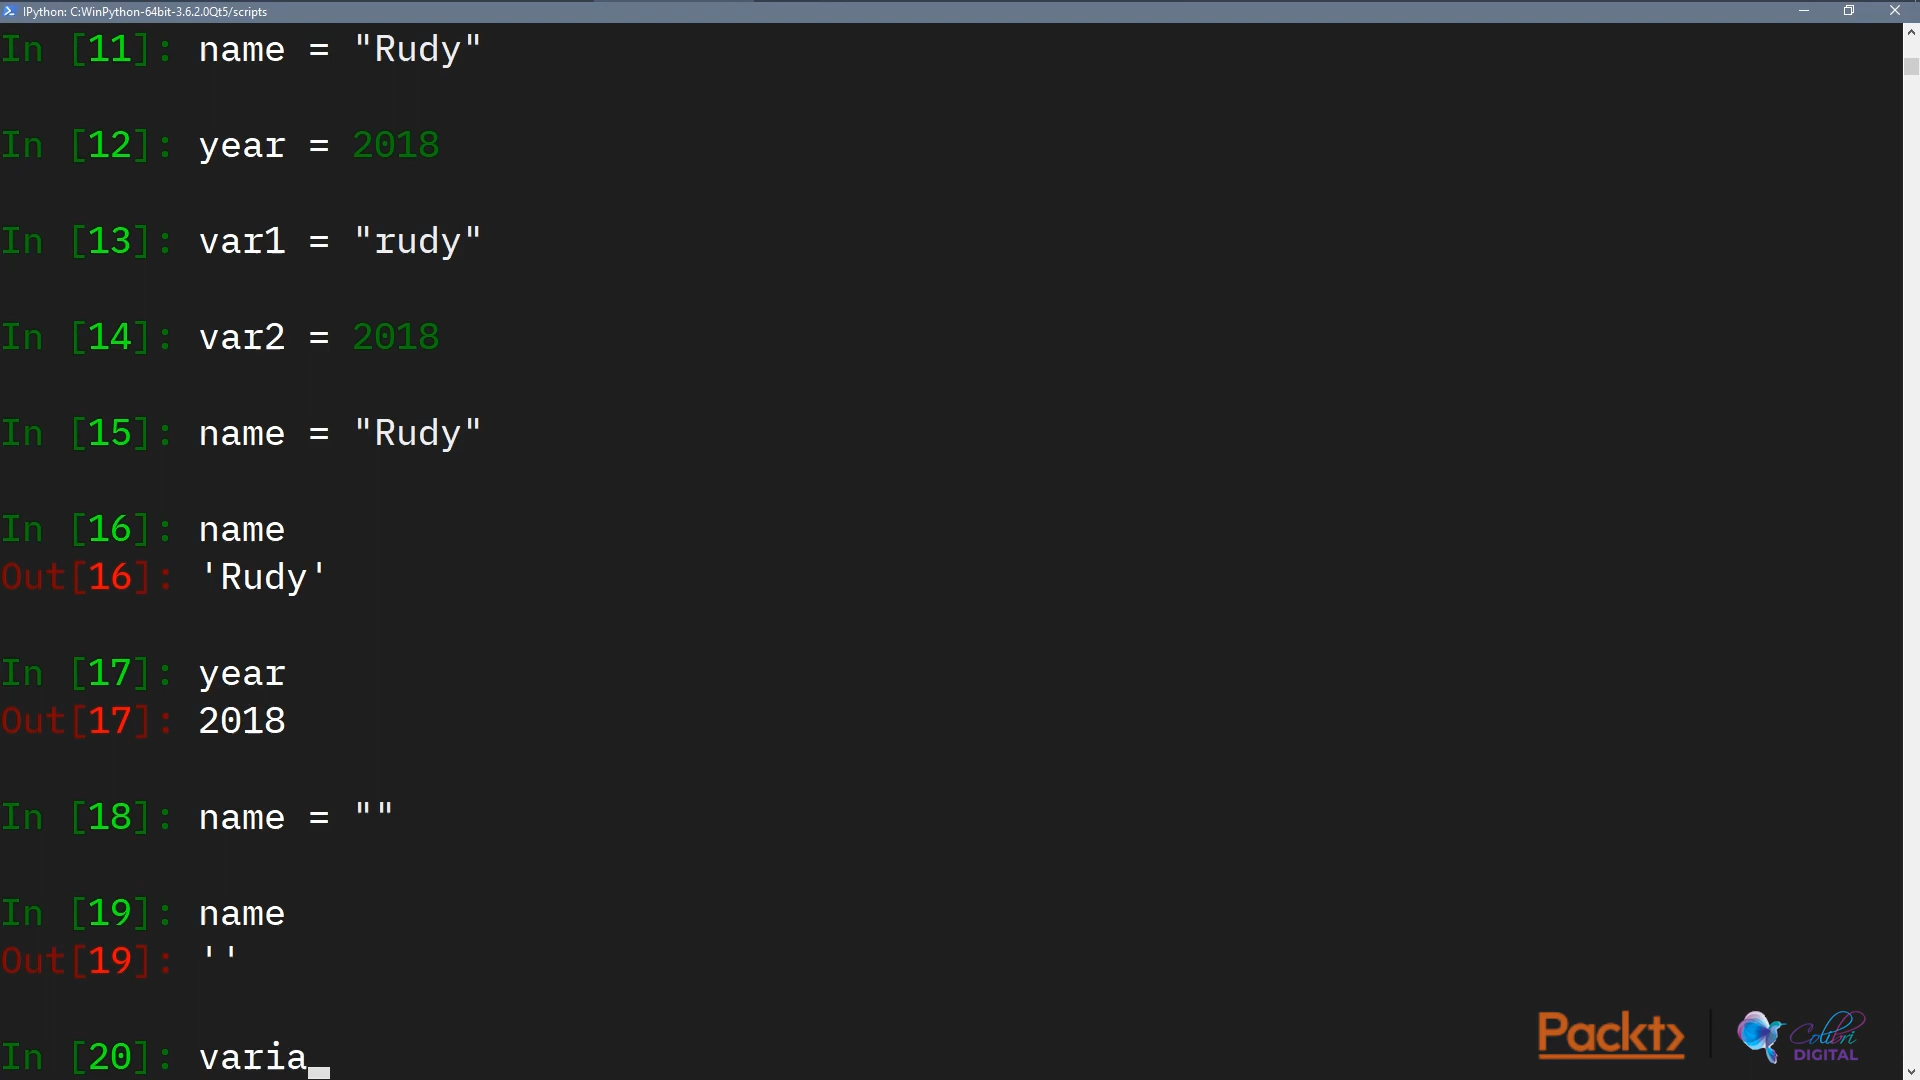 IPython: C:WinPython-64bit-3.6.2.0Qt5/scripts
In [11]: name = "Rudy"
In [12]: year = 2018
In [13]: var1 = "rudy"
In [14]: var2 = 2018
In [15]: name = "Rudy"
In [16]: name
Out[16]: 'Rudy'
In [17]: year
Out[17]: 2018
In [18]: name = ""
In [19]: name
Out[19]: ''
In [20]: varia_
Packt>
Colibri
DIGITAL